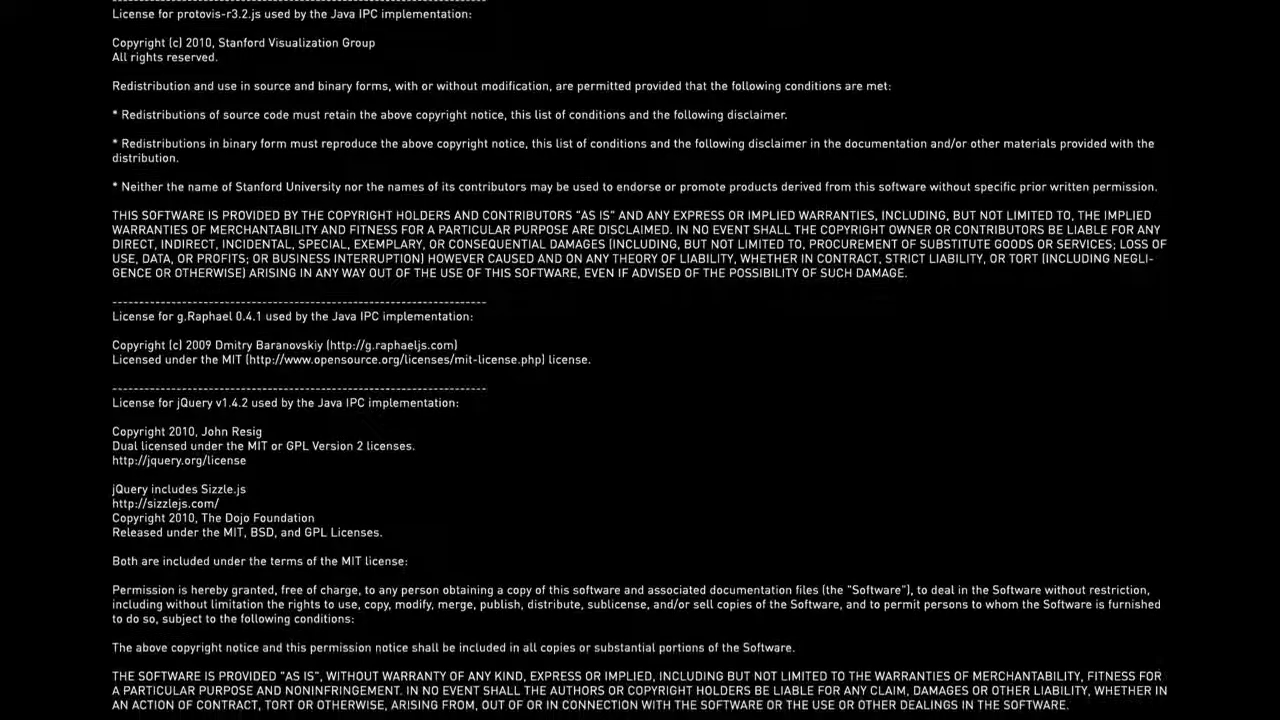 ----------------------------------------------------------------------
License for protovis-r3.2.js used by the Java IPC implementation:
Copyright (c) 2010, Stanford Visualization Group
All rights reserved.
Redistribution and use in source and binary forms, with or without modification, are permitted provided that the following conditions are met:
* Redistributions of source code must retain the above copyright notice, this list of conditions and the following disclaimer.
* Redistributions in binary form must reproduce the above copyright notice, this list of conditions and the following disclaimer in the documentation and/or other materials provided with the
distribution.
* Neither the name of Stanford University nor the names of its contributors may be used to endorse or promote products derived from this software without specific prior written permission.
THIS SOFTWARE IS PROVIDED BY THE COPYRIGHT HOLDERS AND CONTRIBUTORS "AS IS" AND ANY EXPRESS OR IMPLIED WARRANTIES, INCLUDING, BUT NOT LIMITED TO, THE IMPLIED
WARRANTIES OF MERCHANTABILITY AND FITNESS FOR A PARTICULAR PURPOSE ARE DISCLAIMED. IN NO EVENT SHALL THE COPYRIGHT OWNER OR CONTRIBUTORS BE LIABLE FOR ANY
DIRECT, INDIRECT, INCIDENTAL, SPECIAL, EXEMPLARY, OR CONSEQUENTIAL DAMAGES (INCLUDING, BUT NOT LIMITED TO, PROCUREMENT OF SUBSTITUTE GOODS OR SERVICES; LOSS OF
USE, DATA, OR PROFITS; OR BUSINESS INTERRUPTION) HOWEVER CAUSED AND ON ANY THEORY OF LIABILITY, WHETHER IN CONTRACT, STRICT LIABILITY, OR TORT (INCLUDING NEGLI-
GENCE OR OTHERWISE) ARISING IN ANY WAY OUT OF THE USE OF THIS SOFTWARE, EVEN IF ADVISED OF THE POSSIBILITY OF SUCH DAMAGE.
----------------------------------------------------------------------
License for g.Raphael 0.4.1 used by the Java IPC implementation:
Copyright (c) 2009 Dmitry Baranovskiy (http://g.raphaeljs.com)
Licensed under the MIT (http://www.opensource.org/licenses/mit-license.php) license.
----------------------------------------------------------------------
License for jQuery v1.4.2 used by the Java IPC implementation:
Copyright 2010, John Resig
Dual licensed under the MIT or GPL Version 2 licenses.
http://jquery.org/license
jQuery includes Sizzle.js
http://sizzlejs.com/
Copyright 2010, The Dojo Foundation
Released under the MIT, BSD, and GPL Licenses.
Both are included under the terms of the MIT license:
Permission is hereby granted, free of charge, to any person obtaining a copy of this software and associated documentation files (the "Software"), to deal in the Software without restriction,
including without limitation the rights to use, copy, modify, merge, publish, distribute, sublicense, and/or sell copies of the Software, and to permit persons to whom the Software is furnished
to do so, subject to the following conditions:
The above copyright notice and this permission notice shall be included in all copies or substantial portions of the Software.
THE SOFTWARE IS PROVIDED "AS IS", WITHOUT WARRANTY OF ANY KIND, EXPRESS OR IMPLIED, INCLUDING BUT NOT LIMITED TO THE WARRANTIES OF MERCHANTABILITY, FITNESS FOR
A PARTICULAR PURPOSE AND NONINFRINGEMENT. IN NO EVENT SHALL THE AUTHORS OR COPYRIGHT HOLDERS BE LIABLE FOR ANY CLAIM, DAMAGES OR OTHER LIABILITY, WHETHER IN
AN ACTION OF CONTRACT, TORT OR OTHERWISE, ARISING FROM, OUT OF OR IN CONNECTION WITH THE SOFTWARE OR THE USE OR OTHER DEALINGS IN THE SOFTWARE.